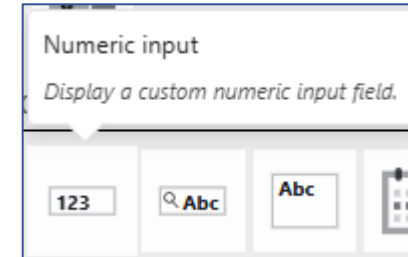 Numeric input
Display a custom numeric input field.
123
Abc
Abc